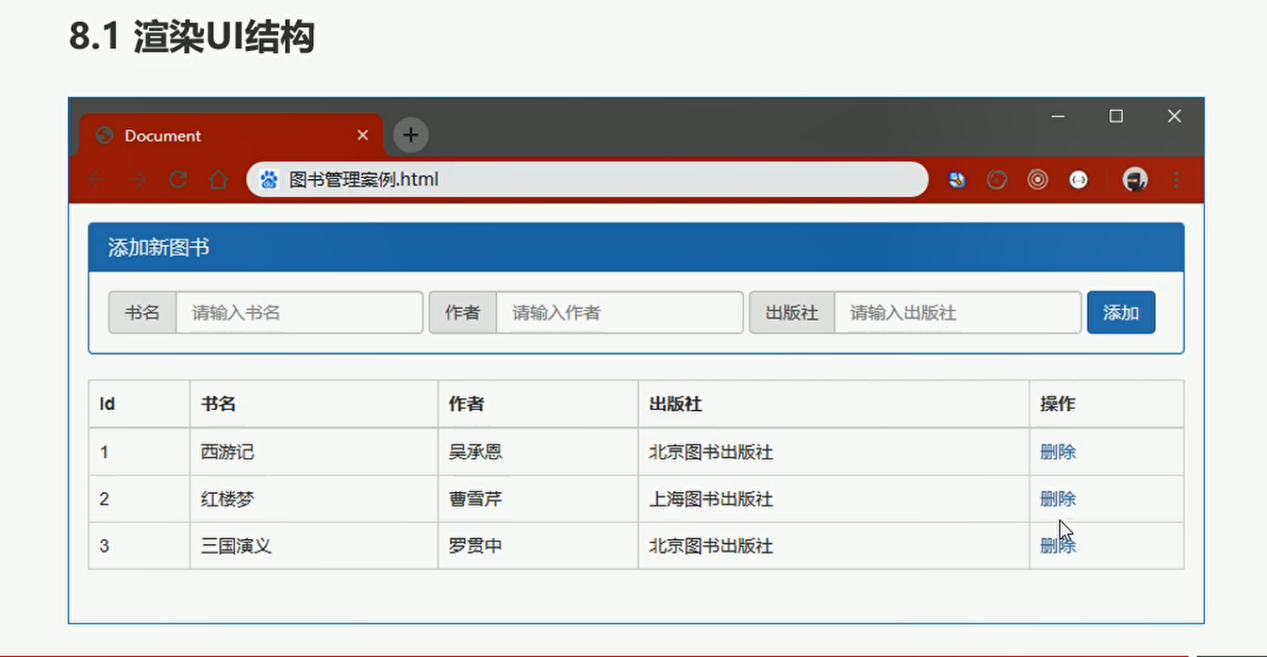 8.1 渲染UI结构
Document
图书管理案例.html
添加新图书
书名 请输入书名 作者 请输入作者 出版社 请输入出版社 添加
Id 书名 作者 出版社 操作
1 西游记 吴承恩 北京图书出版社 删除
2 红楼梦 曹雪芹 上海图书出版社 删除
3 三国演义 罗贯中 北京图书出版社 删除